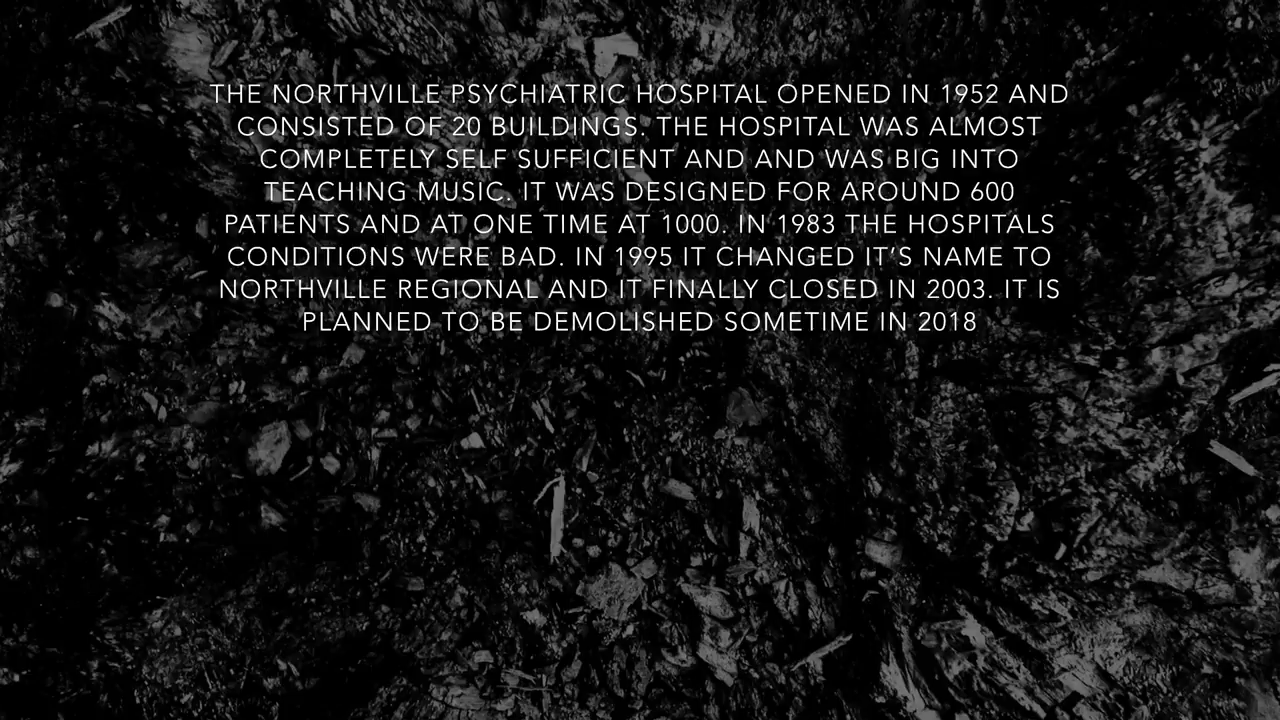 THE NORTHVILLE PSYCHIATRIC HOSPITAL OPENED IN 1952 AND
CONSISTED OF 20 BUILDINGS. THE HOSPITAL WAS ALMOST
COMPLETELY SELF SUFFICIENT AND AND WAS BIG INTO
TEACHING MUSIC. IT WAS DESIGNED FOR AROUND 600
PATIENTS AND AT ONE TIME AT 1000. IN 1983 THE HOSPITALS
CONDITIONS WERE BAD. IN 1995 IT CHANGED IT’S NAME TO
NORTHVILLE REGIONAL AND IT FINALLY CLOSED IN 2003. IT IS
PLANNED TO BE DEMOLISHED SOMETIME IN 2018